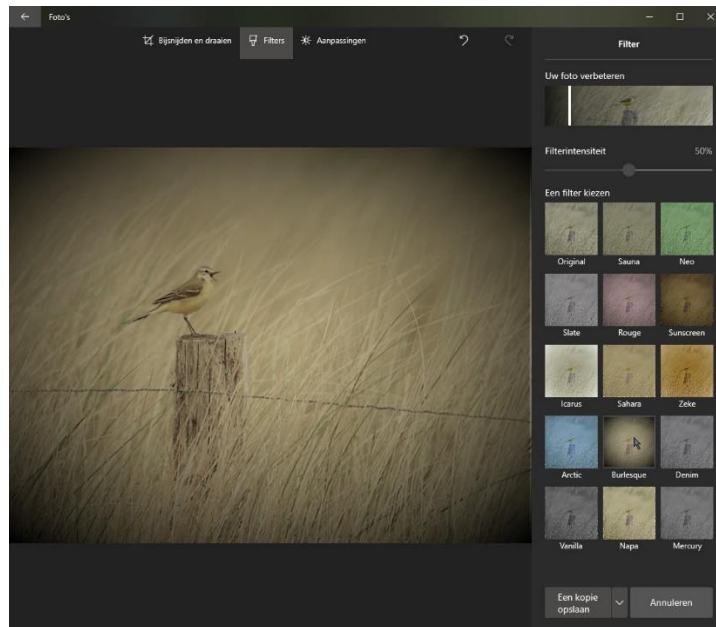 Foto's
Bijsnijden en draaien
Filters
Aanpassingen
Filter
Uw foto verbeteren
Filterintensiteit 50%
Een filter kiezen
Original Sauna Neo
Slate Rouge Sunscreen
Icarus Sahara Zeke
Arctic Burlesque Denim
Vanilla Napa Mercury
Een kopie
opslaan
Annuleren